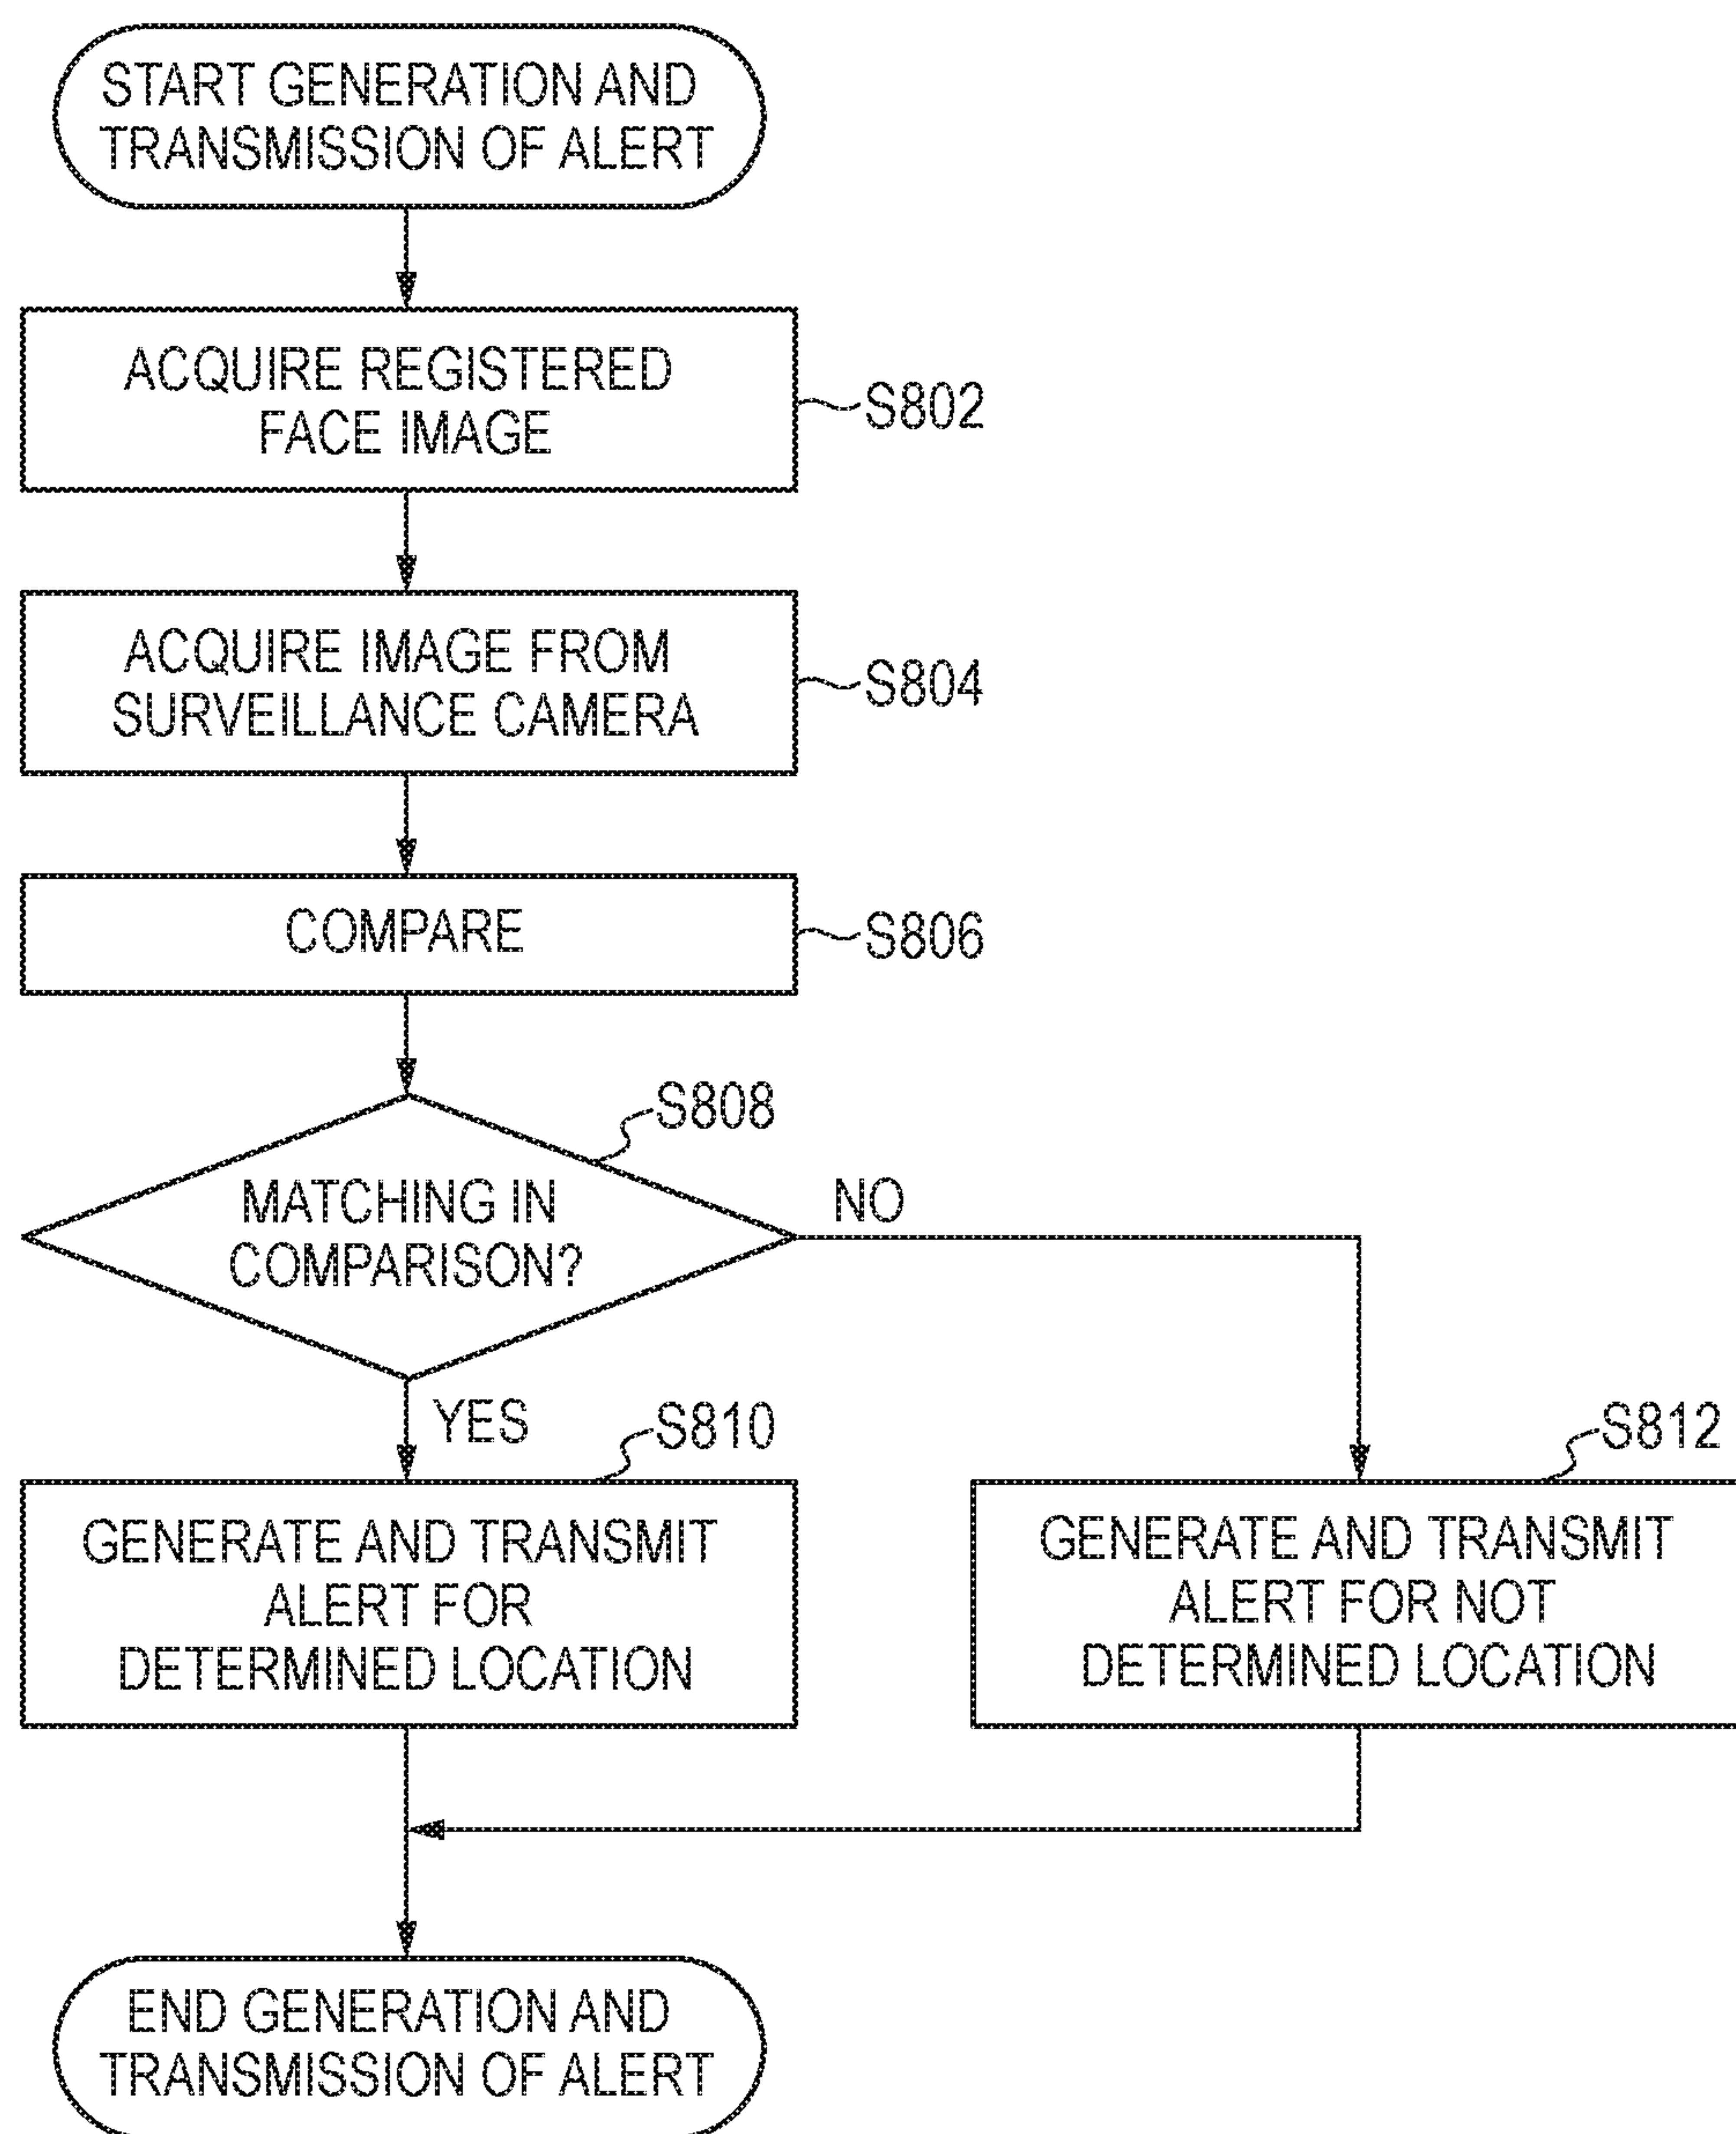 START GENERATION AND
TRANSMISSION OF ALERT
ACQUIRE REGISTERED
FACE IMAGE
S802
ACQUIRE IMAGE FROM
SURVEILLANCE CAMERA
S804
COMPARE
S806
S808
MATCHING IN
COMPARISON?
NO
YES
S810
GENERATE AND TRANSMIT
ALERT FOR
DETERMINED LOCATION
S812
GENERATE AND TRANSMIT
ALERT FOR NOT
DETERMINED LOCATION
END GENERATION AND
TRANSMISSION OF ALERT